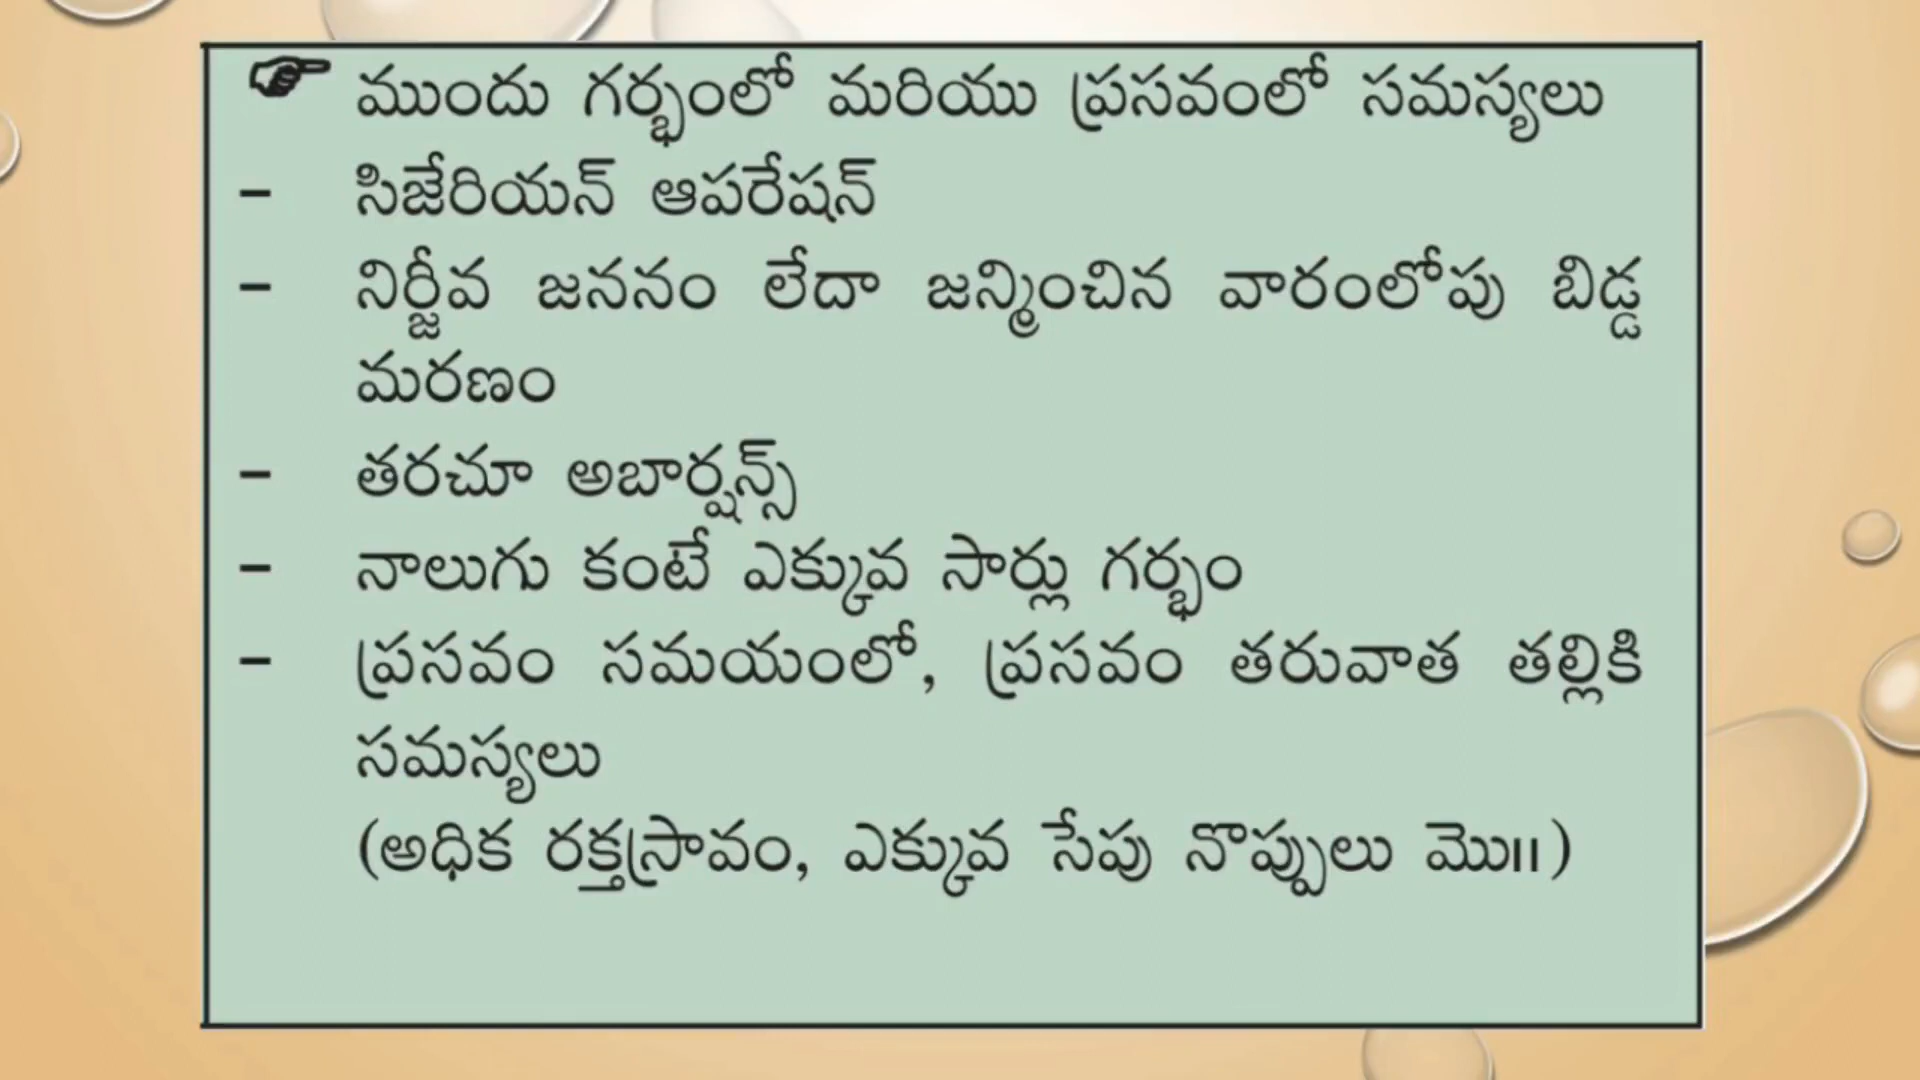 ☞ ముందు గర్భంలో మరియు ప్రసవంలో సమస్యలు
- సిజేరియన్ ఆపరేషన్
- నిర్జీవ జననం లేదా జన్మించిన వారంలోపు బిడ్డ
మరణం
- తరచూ అబార్షన్స్
- నాలుగు కంటే ఎక్కువ సార్లు గర్భం
- ప్రసవం సమయంలో, ప్రసవం తరువాత తల్లికి
సమస్యలు
(అధిక రక్తస్రావం, ఎక్కువ సేపు నొప్పులు మొ॥)